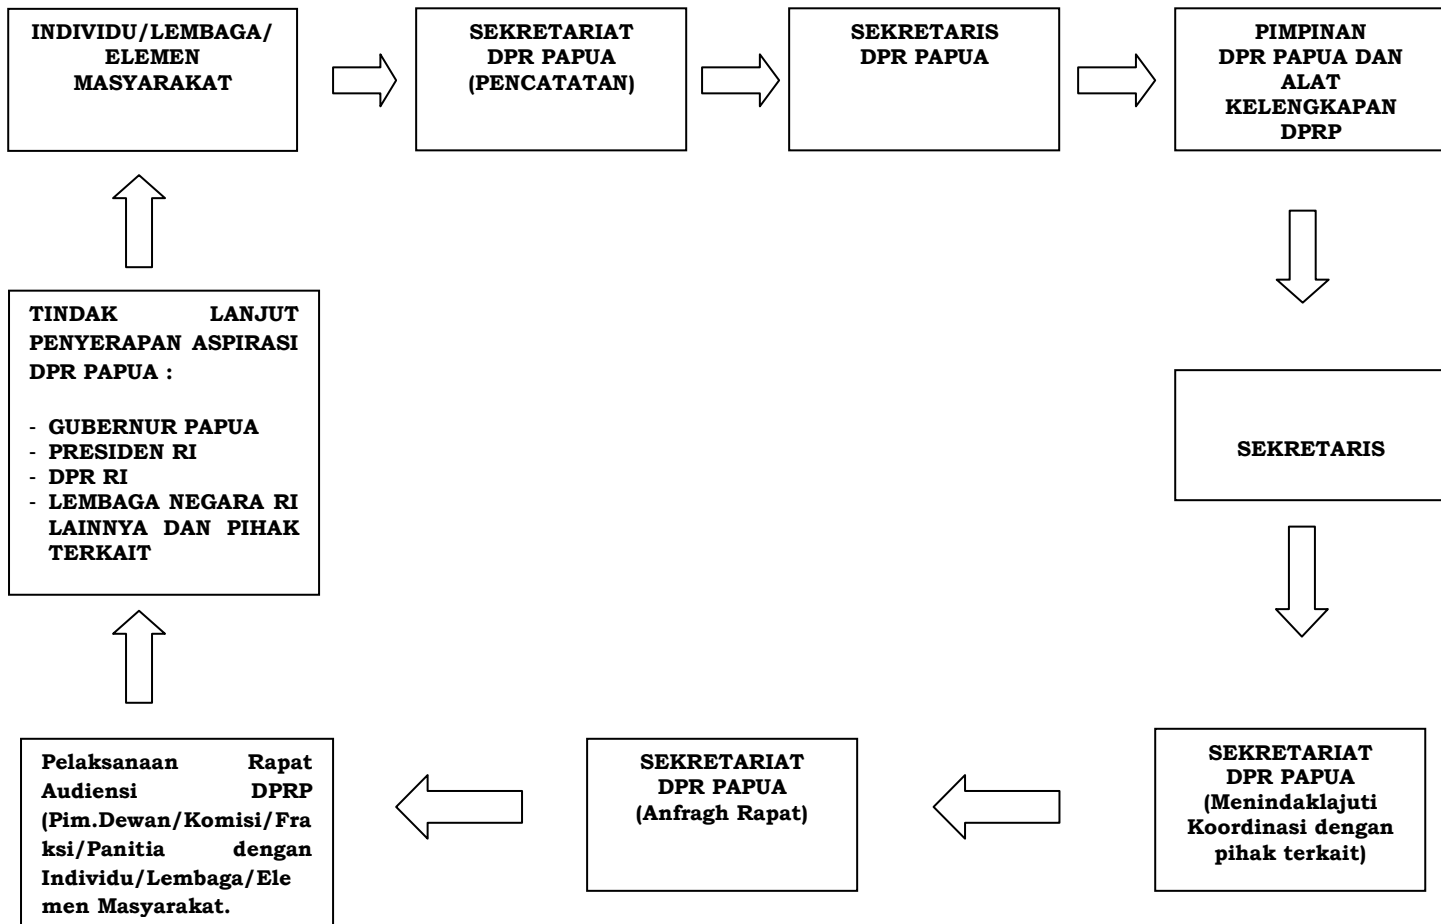 INDIVIDU/LEMBAGA/
ELEMEN
MASYARAKAT
SEKRETARIAT
DPR PAPUA
(PENCATATAN)
SEKRETARIS
DPR PAPUA
PIMPINAN
DPR PAPUA DAN
ALAT
KELENGKAPAN
DPRP
SEKRETARIS
SEKRETARIAT
DPR PAPUA
(Menindaklajuti
Koordinasi dengan
pihak terkait)
SEKRETARIAT
DPR PAPUA
(Anfragh Rapat)
Pelaksanaan Rapat
Audiensi DPRP
(Pim.Dewan/Komisi/Fra
ksi/Panitia dengan
Individu/Lembaga/Ele
men Masyarakat.
TINDAK LANJUT
PENYERAPAN ASPIRASI
DPR PAPUA :
- GUBERNUR PAPUA
- PRESIDEN RI
- DPR RI
- LEMBAGA NEGARA RI
LAINNYA DAN PIHAK
TERKAIT